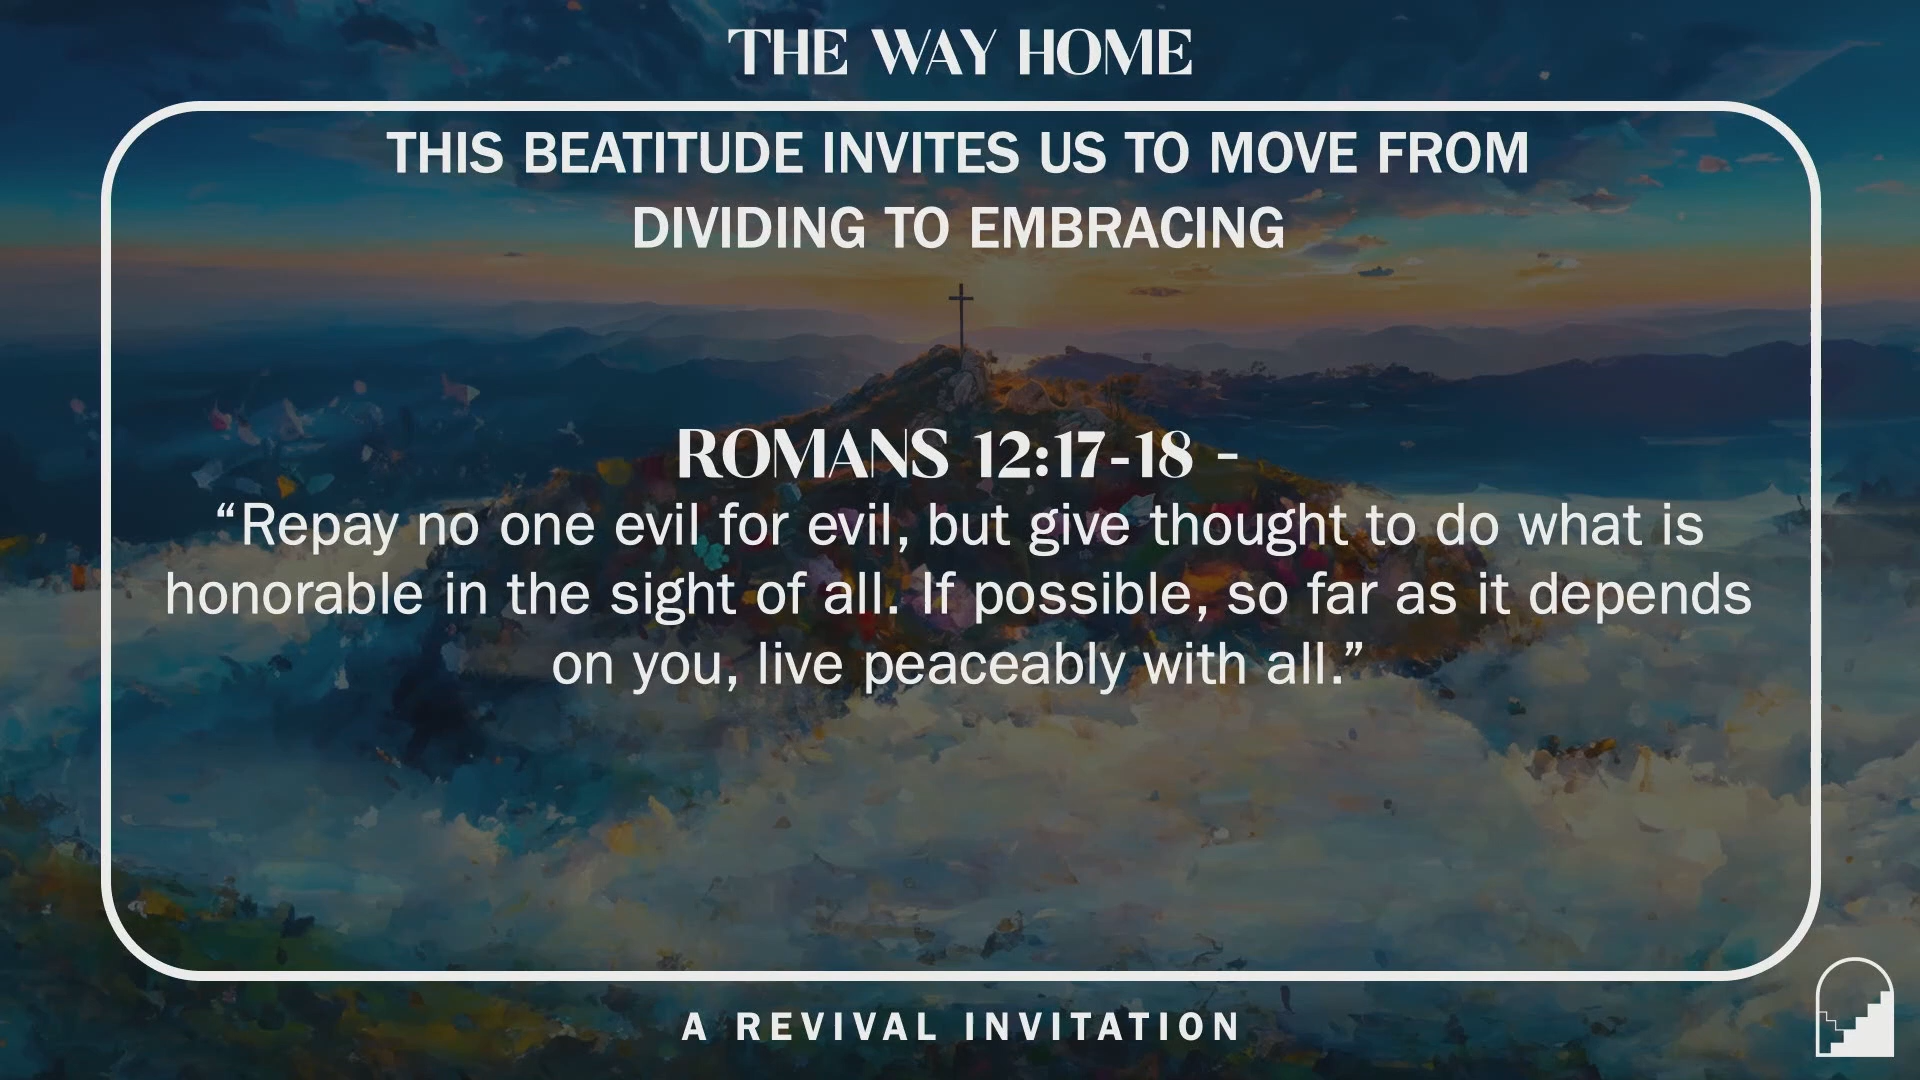 THE WAY HOME
THIS BEATITUDE INVITES US TO MOVE FROM
DIVIDING TO EMBRACING
ROMANS 12:17-18 -
“Repay no one evil for evil, but give thought to do what is
honorable in the sight of all. If possible, so far as it depends
on you, live peaceably with all.”
A REVIVAL INVITATION